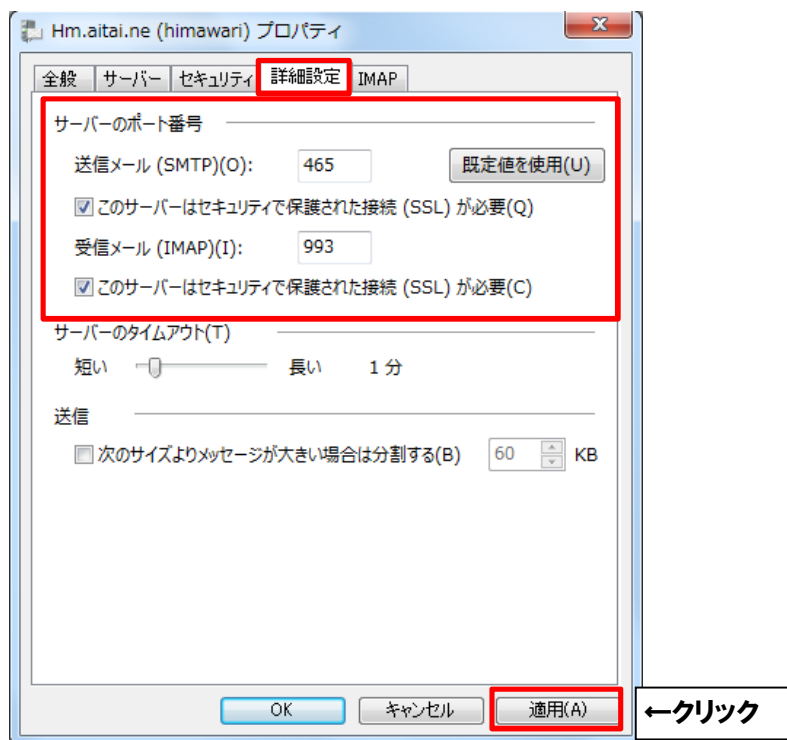 Hm.aitai.ne (himawari) プロパティ
全般 サーバー セキュリティ 詳細設定 IMAP
サーバーのポート番号
送信メール (SMTP)(O): 465 既定値を使用(U)
このサーバーはセキュリティで保護された接続 (SSL) が必要(Q)
受信メール (IMAP)(I): 993
このサーバーはセキュリティで保護された接続 (SSL) が必要(C)
サーバーのタイムアウト(T)
短い 長い 1 分
送信
次のサイズよりメッセージが大きい場合は分割する(B) 60 KB
OK キャンセル 適用(A) ←クリック